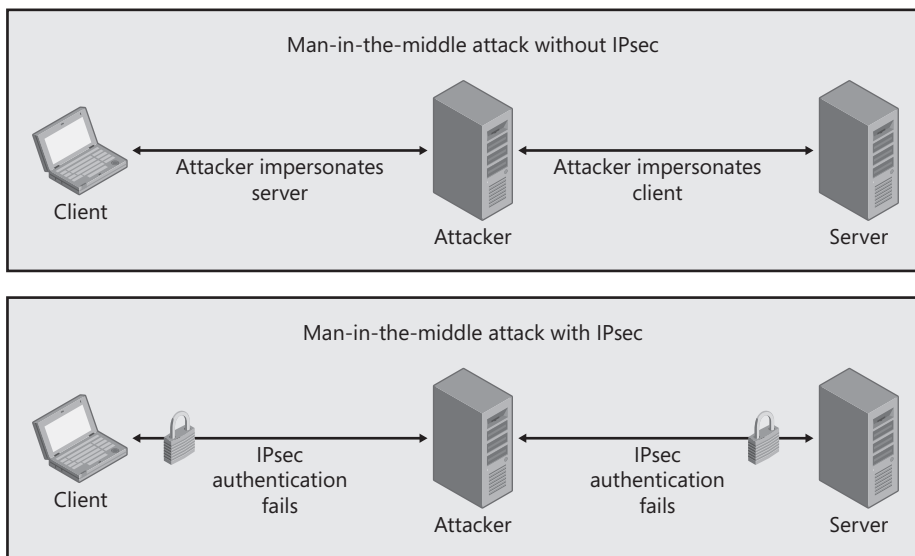 Man-in-the-middle attack without IPsec
Attacker impersonates
server
Attacker impersonates
client
Client
Attacker
Server
Man-in-the-middle attack with IPsec
IPsec
authentication
fails
IPsec
authentication
fails
Client
Attacker
Server